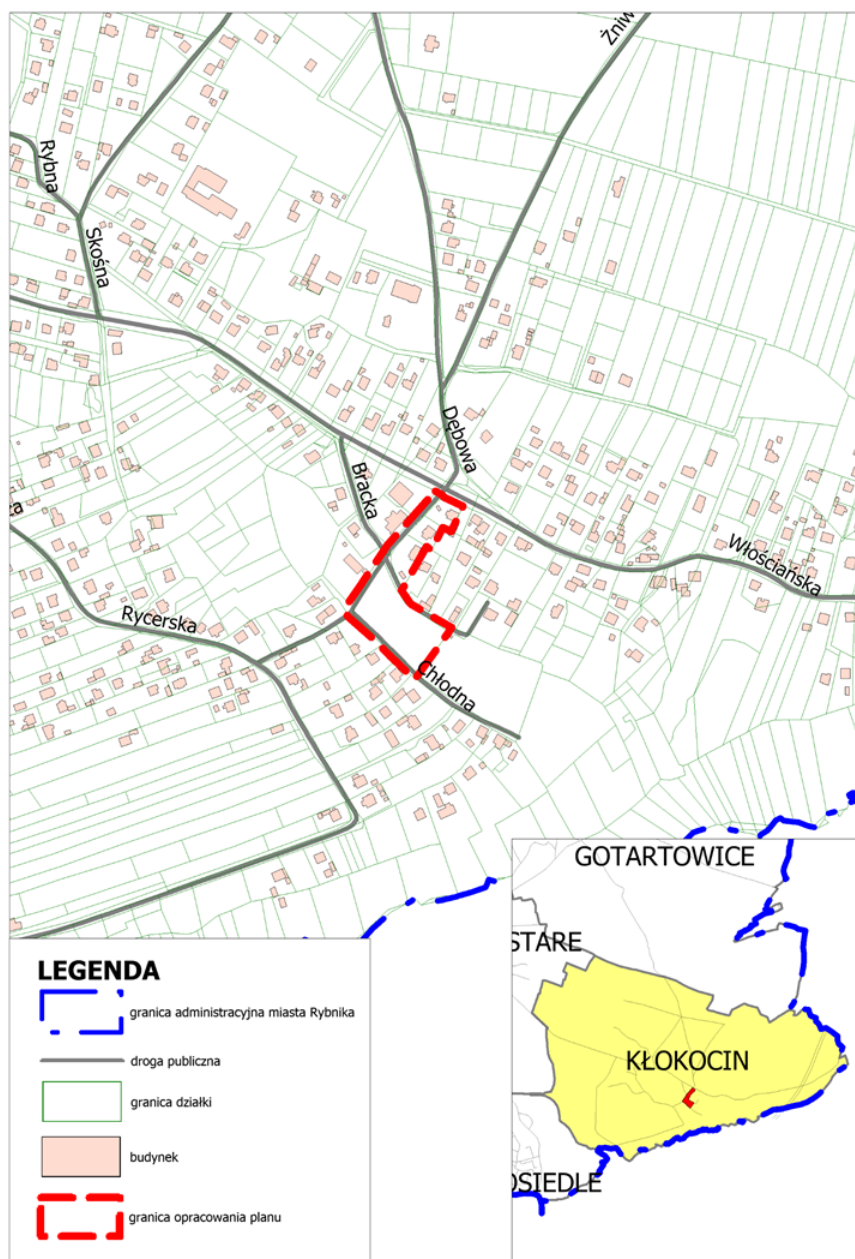 Żniw
Rybna
Skośna
Dębowa
Bracka
Włościańska
Rycerska
Chłodna
GOTARTOWICE
STARE
KŁOKOCIN
OSIEDLE
LEGENDA
granica administracyjna miasta Rybnika
droga publiczna
granica działki
budynek
granica opracowania planu